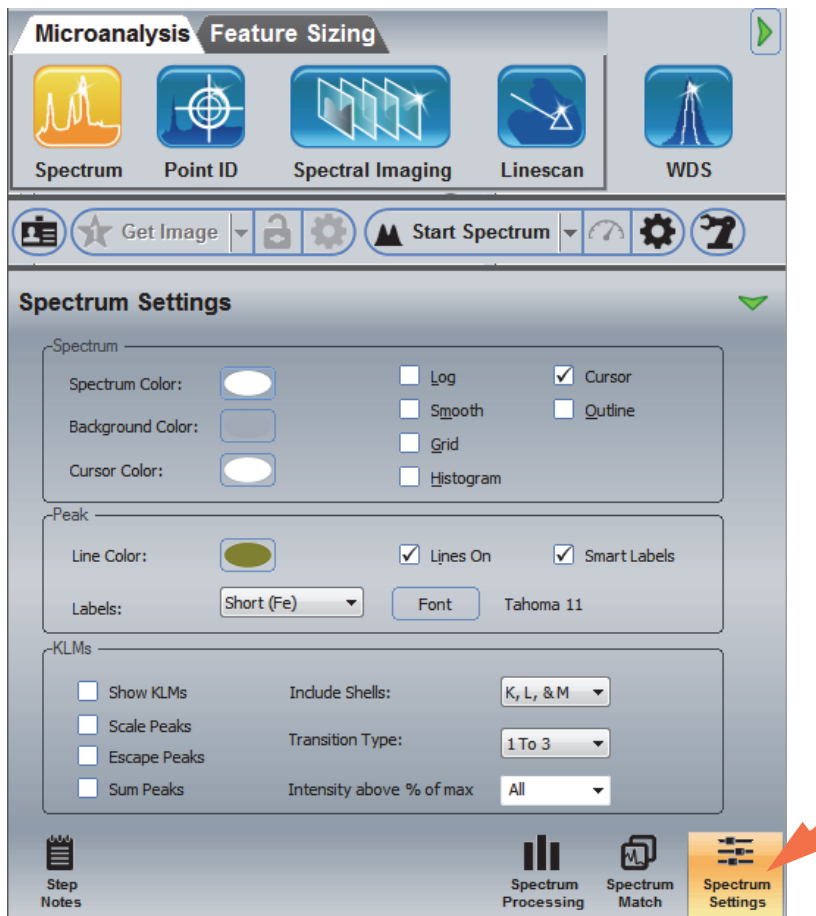 Microanalysis Feature Sizing
Spectrum Point ID Spectral Imaging Linescan WDS
1 Get Image Start Spectrum
Spectrum Settings
Spectrum
Spectrum Color: Log Cursor
Background Color: Smooth Outline
Cursor Color: Grid
Histogram
Peak
Line Color: Lines On Smart Labels
Labels: Short (Fe) Font Tahoma 11
KLMs
Show KLMs Include Shells: K, L, & M
Scale Peaks
Escape Peaks Transition Type: 1 To 3
Sum Peaks Intensity above % of max All
Step Notes Spectrum Processing Spectrum Match Spectrum Settings